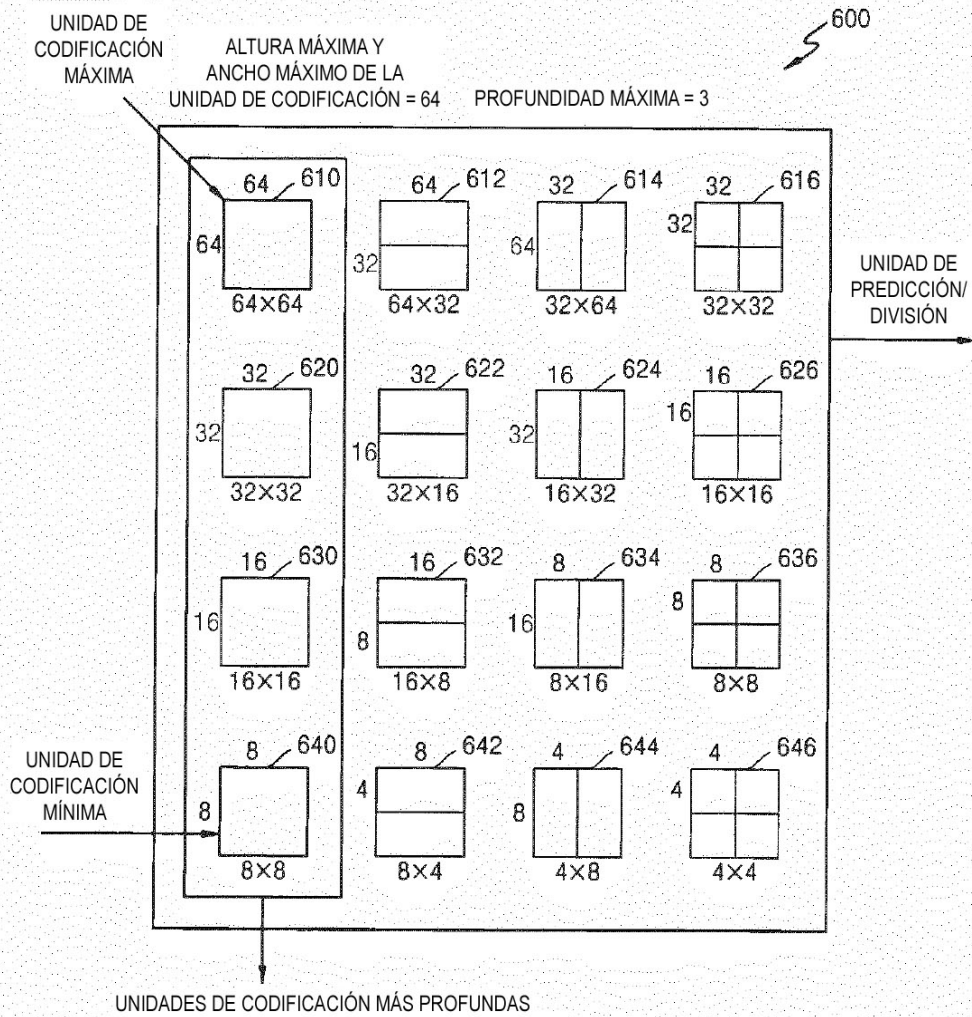 600
UNIDAD DE
CODIFICACIÓN
MÁXIMA
ALTURA MÁXIMA Y
ANCHO MÁXIMO DE LA
UNIDAD DE CODIFICACIÓN = 64
PROFUNDIDAD MÁXIMA = 3
64 610 64 612 32 614 32 616
64 32 64 32
64×64 64×32 32×64 32×32
UNIDAD DE
PREDICCIÓN/
DIVISIÓN
32 620 32 622 16 624 16 626
32 16 32 16
32×32 32×16 16×32 16×16
16 630 16 632 8 634 8 636
16 8 16 8
16×16 16×8 8×16 8×8
UNIDAD DE
CODIFICACIÓN
MÍNIMA
8 640 8 642 4 644 4 646
8 4 8 4
8×8 8×4 4×8 4×4
UNIDADES DE CODIFICACIÓN MÁS PROFUNDAS